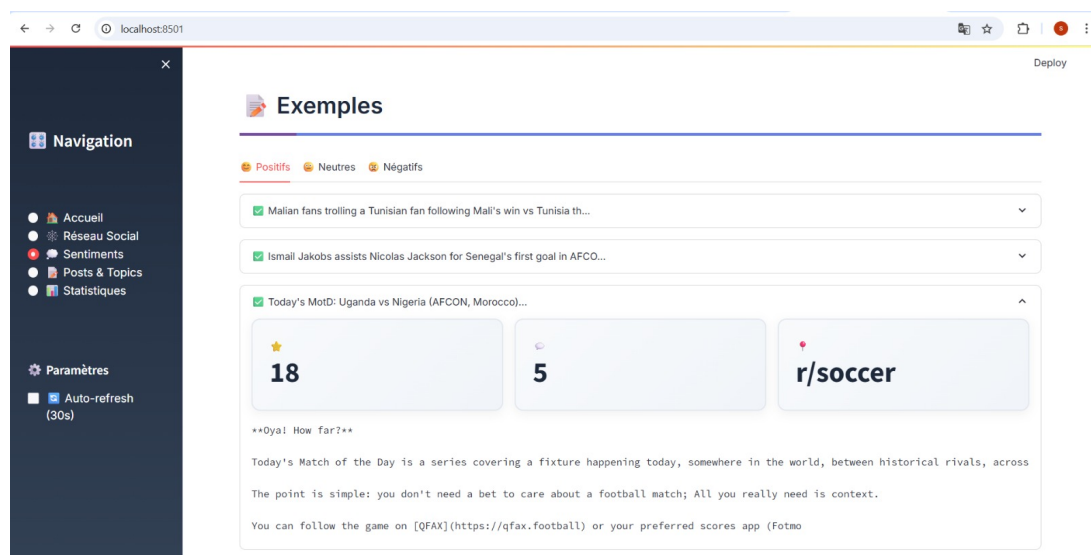 localhost:8501
Deploy
Exemples
Navigation
Positifs Neutres Négatifs
Accueil
Réseau Social
Sentiments
Posts & Topics
Statistiques
Paramètres
Auto-refresh
(30s)
Malian fans trolling a Tunisian fan following Mali's win vs Tunisia th...
Ismail Jakobs assists Nicolas Jackson for Senegal's first goal in AFCO...
Today's MotD: Uganda vs Nigeria (AFCON, Morocco)...
18
5
r/soccer
**Oya! How far?**
Today's Match of the Day is a series covering a fixture happening today, somewhere in the world, between historical rivals, across
The point is simple: you don't need a bet to care about a football match; All you really need is context.
You can follow the game on [QFAX](https://qfax.football) or your preferred scores app (Fotmo